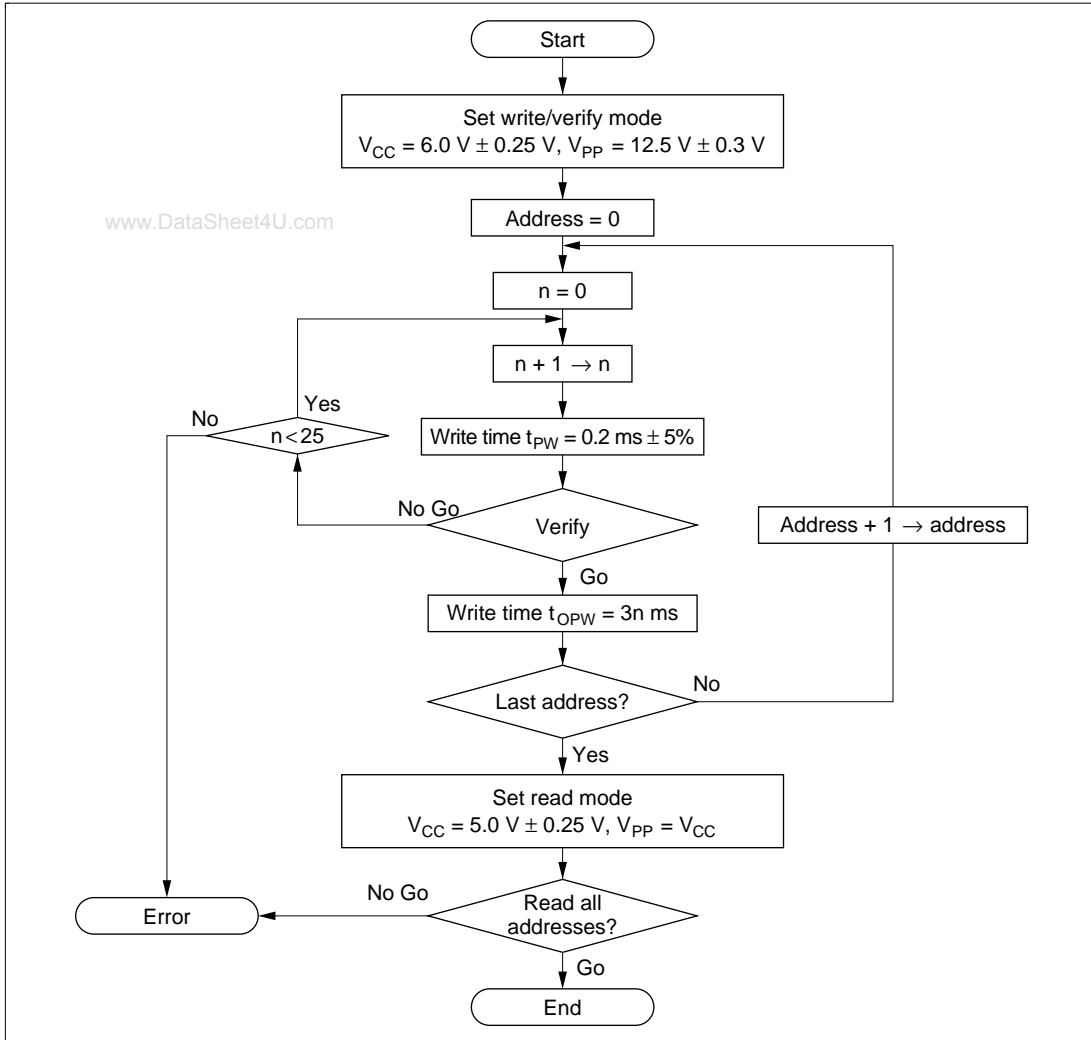 Start
Set write/verify mode
VCC = 6.0 V ± 0.25 V, VPP = 12.5 V ± 0.3 V
www.DataSheet4U.com
Address = 0
n = 0
n + 1 → n
No
Yes
n<25
Write time tPW = 0.2 ms ± 5%
No Go
Verify
Address + 1 → address
Go
Write time tOPW = 3n ms
Last address?
No
Yes
Set read mode
VCC = 5.0 V ± 0.25 V, VPP = VCC
No Go
Read all
addresses?
Error
Go
End